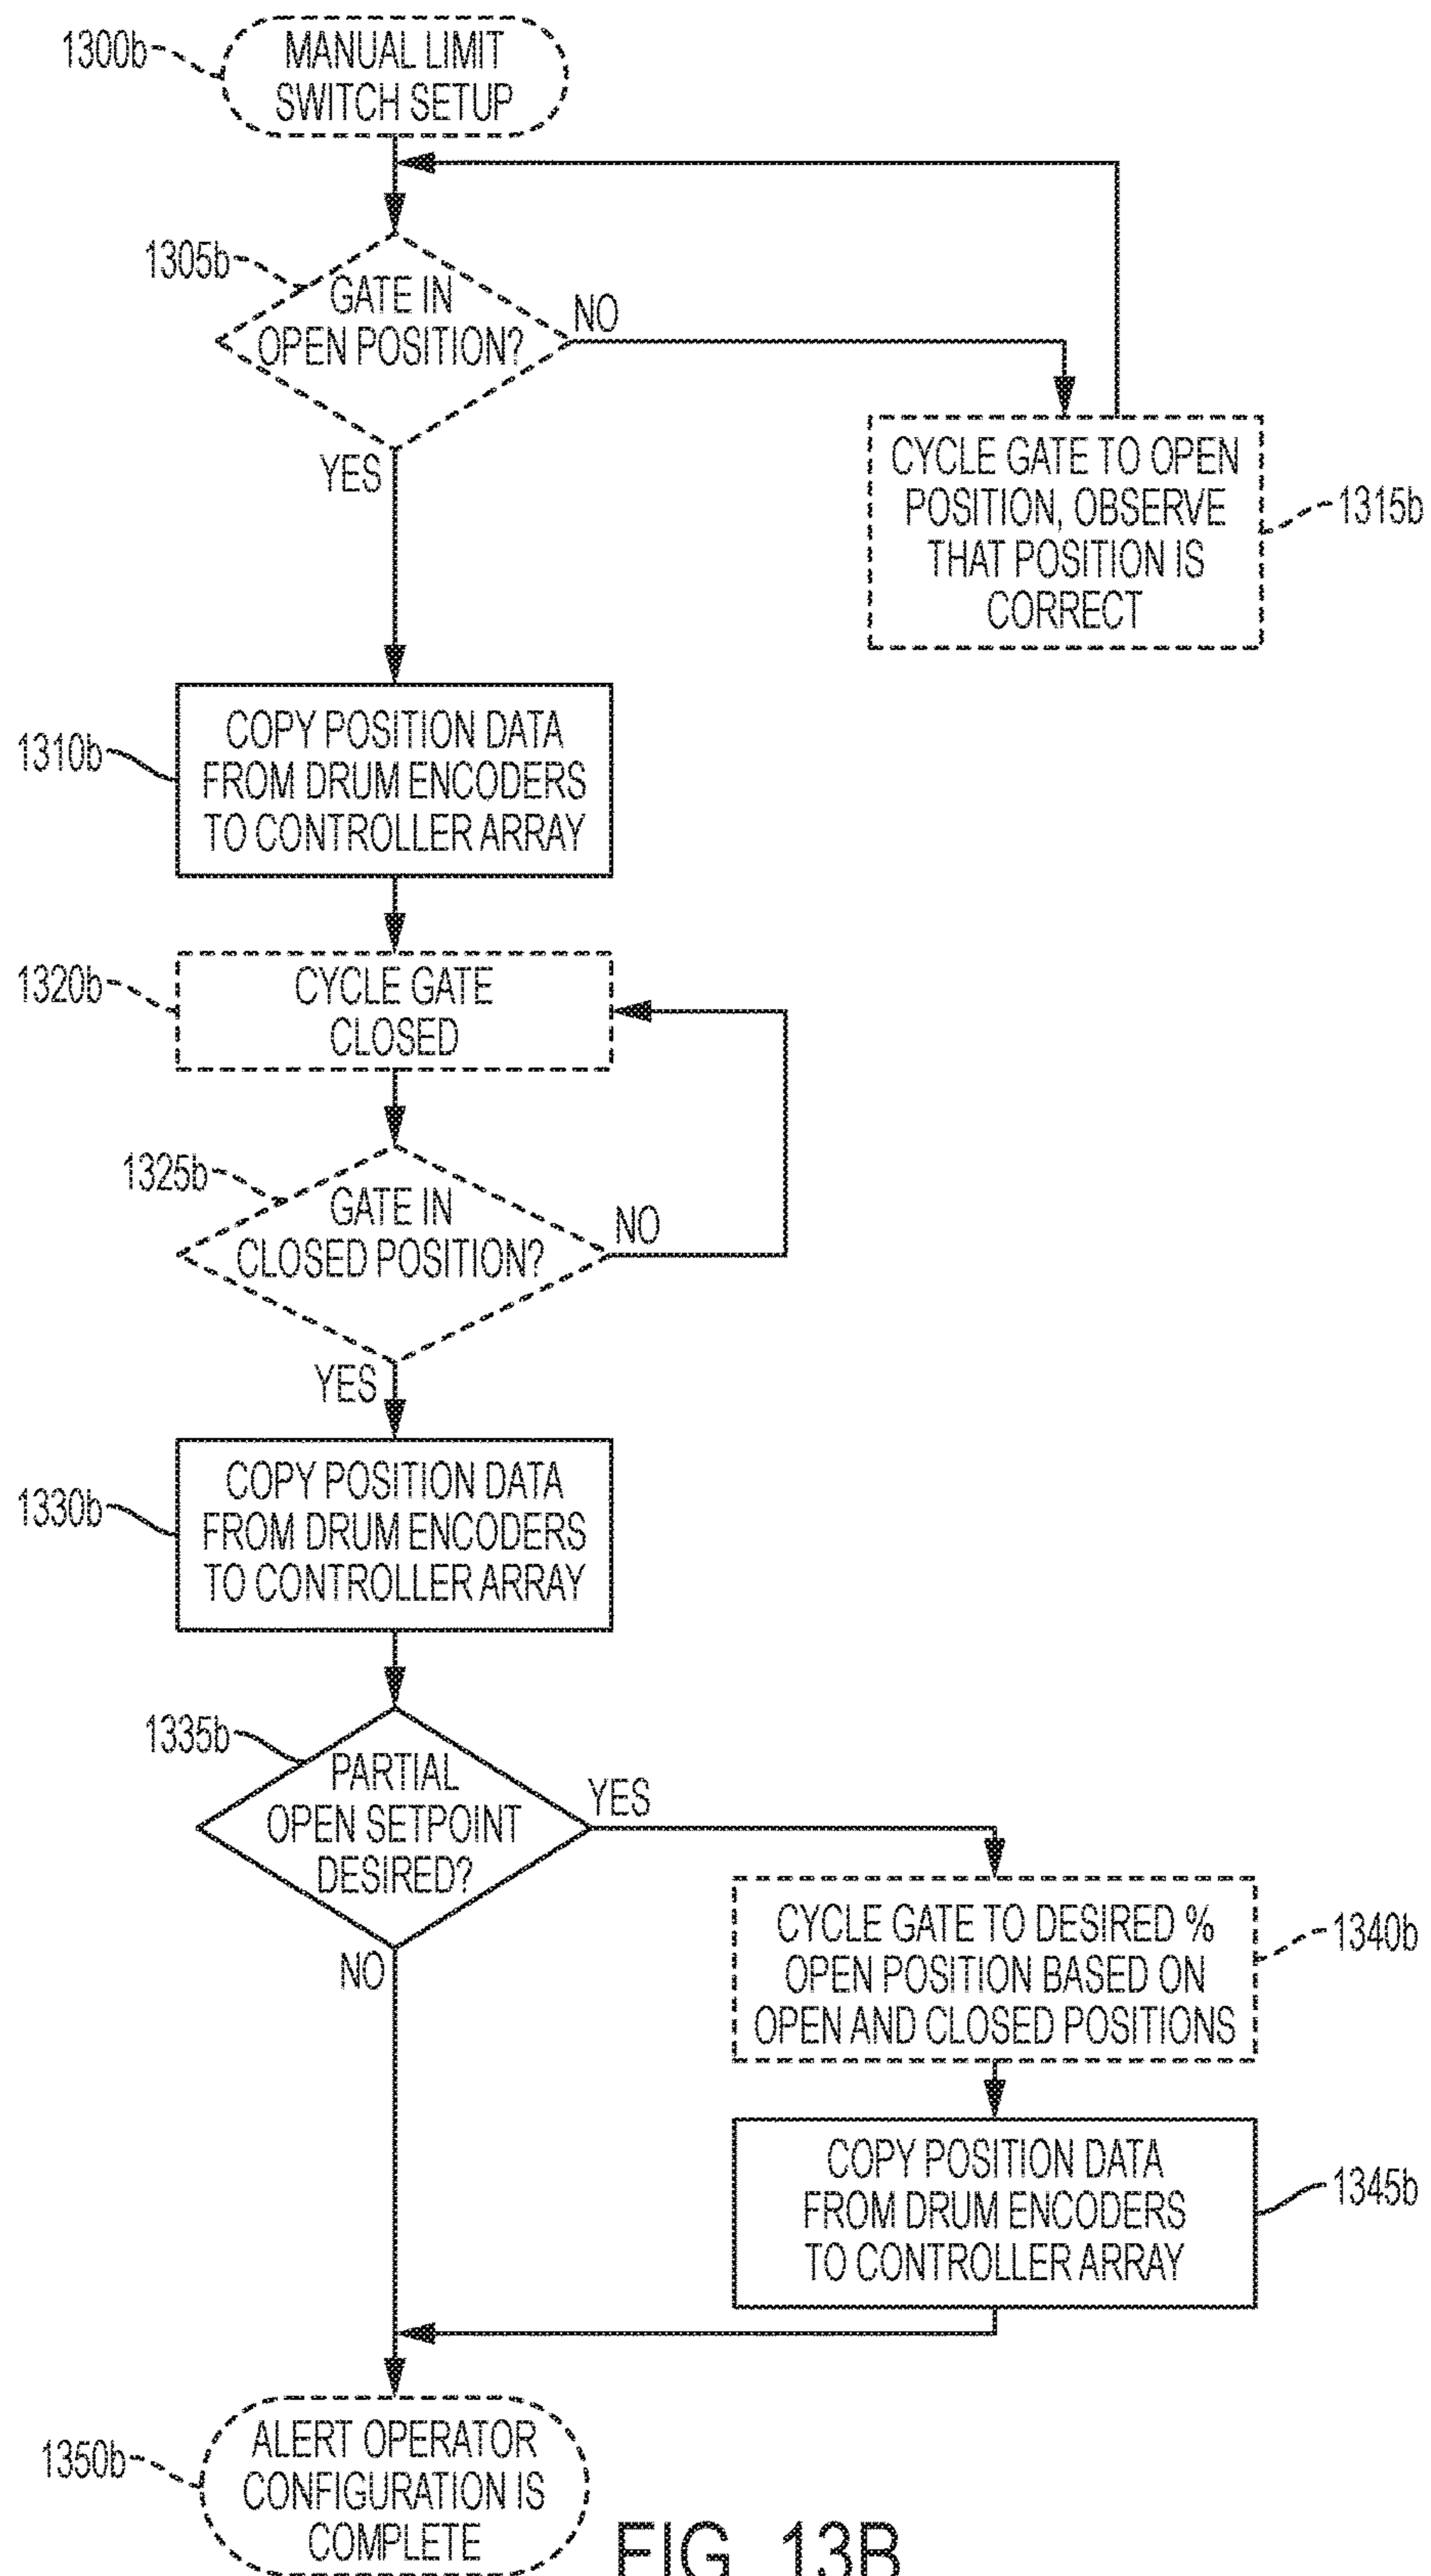 1300b
MANUAL LIMIT
SWITCH SETUP
1305b
GATE IN
OPEN POSITION?
NO
YES
CYCLE GATE TO OPEN
POSITION, OBSERVE
THAT POSITION IS
CORRECT
1315b
1310b
COPY POSITION DATA
FROM DRUM ENCODERS
TO CONTROLLER ARRAY
1320b
CYCLE GATE
CLOSED
1325b
GATE IN
CLOSED POSITION?
NO
YES
1330b
COPY POSITION DATA
FROM DRUM ENCODERS
TO CONTROLLER ARRAY
1335b
PARTIAL
OPEN SETPOINT
DESIRED?
YES
NO
CYCLE GATE TO DESIRED %
OPEN POSITION BASED ON
OPEN AND CLOSED POSITIONS
1340b
COPY POSITION DATA
FROM DRUM ENCODERS
TO CONTROLLER ARRAY
1345b
1350b
ALERT OPERATOR
CONFIGURATION IS
COMPLETE
FIG. 13B